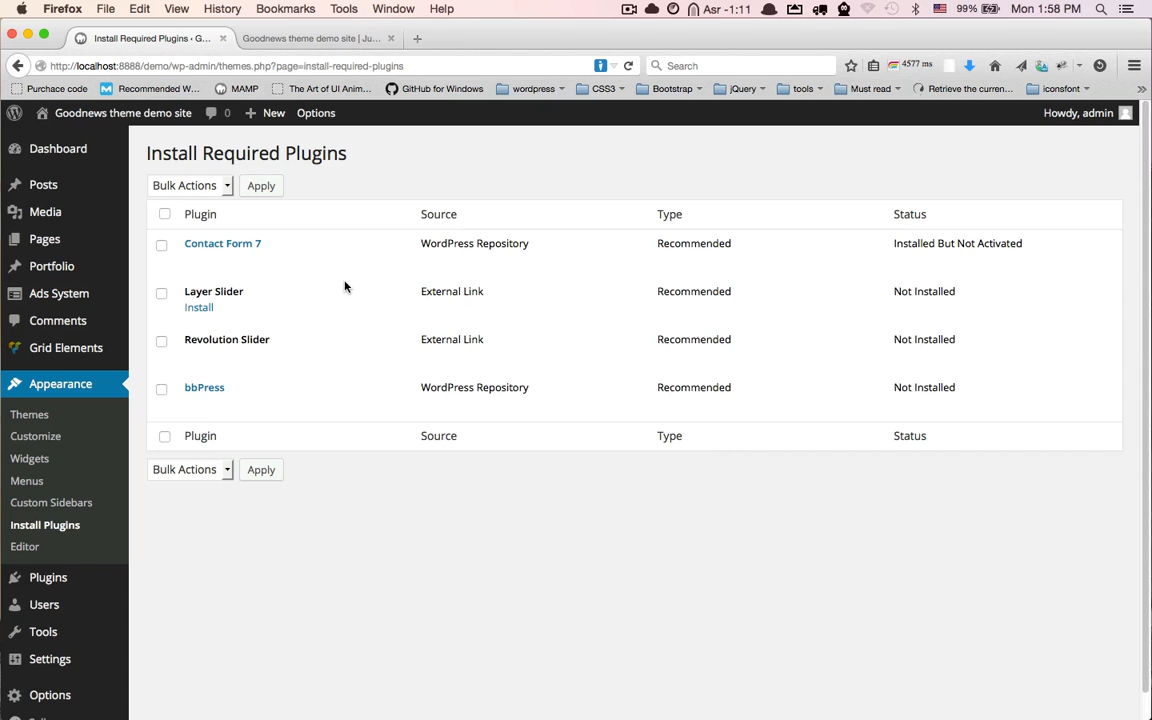 Firefox File Edit View History Bookmarks Tools Window Help Asr -1:11 99% Mon 1:58 PM
Install Required Plugins ‹ G... × Goodnews theme demo site | Ju... × +
http://localhost:8888/demo/wp-admin/themes.php?page=install-required-plugins Search 4577 ms
Purchace code Recommended W... MAMP The Art of UI Anim... GitHub for Windows wordpress CSS3 Bootstrap jQuery tools Must read Retrieve the curren... iconsfont »
Goodnews theme demo site 0 New Options Howdy, admin
Dashboard
Posts
Media
Pages
Portfolio
Ads System
Comments
Grid Elements
Appearance
Themes
Customize
Widgets
Menus
Custom Sidebars
Install Plugins
Editor
Plugins
Users
Tools
Settings
Options
Install Required Plugins
Bulk Actions Apply
Plugin Source Type Status
Contact Form 7 WordPress Repository Recommended Installed But Not Activated
Layer Slider External Link Recommended Not Installed
Install
Revolution Slider External Link Recommended Not Installed
bbPress WordPress Repository Recommended Not Installed
Plugin Source Type Status
Bulk Actions Apply